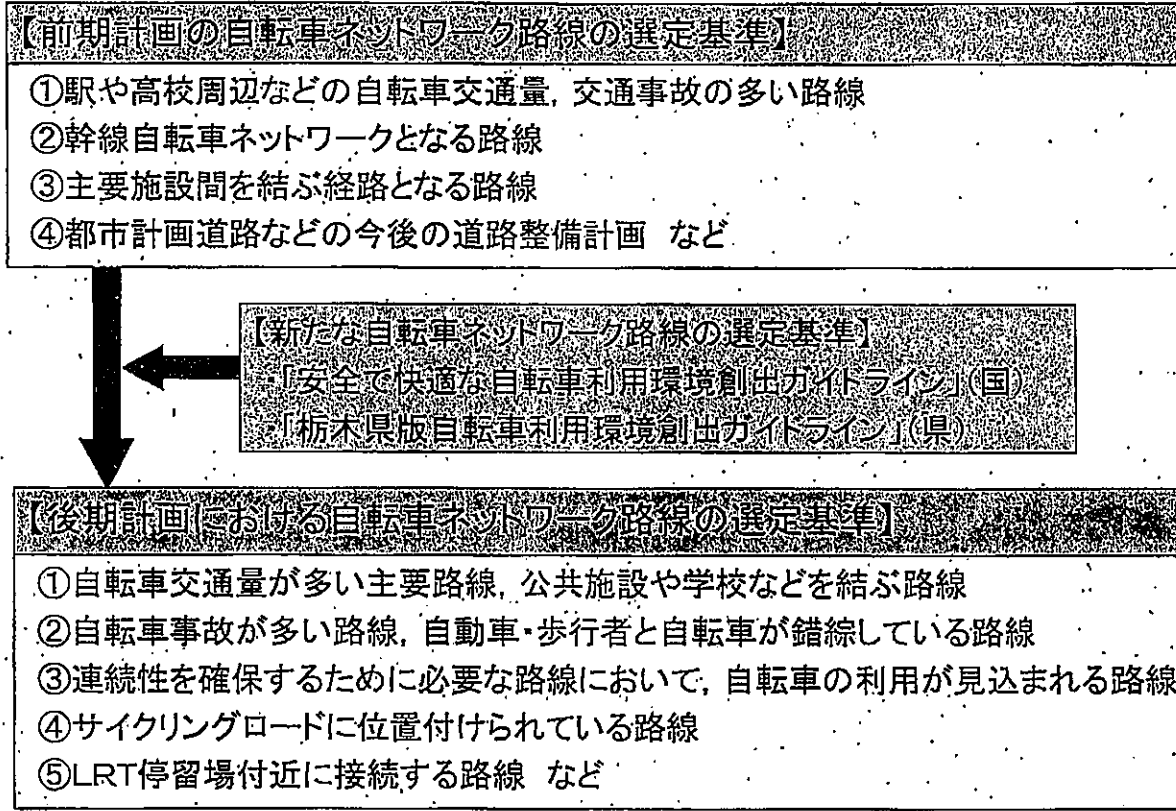 【前期計画の自転車ネットワーク路線の選定基準】
①駅や高校周辺などの自転車交通量，交通事故の多い路線
②幹線自転車ネットワークとなる路線
③主要施設間を結ぶ経路となる路線
④都市計画道路などの今後の道路整備計画　など
【新たな自転車ネットワーク路線の選定基準】
・「安全で快適な自転車利用環境創出ガイドライン」（国）
・「栃木県版自転車利用環境創出ガイドライン」（県）
【後期計画における自転車ネットワーク路線の選定基準】
①自転車交通量が多い主要路線，公共施設や学校などを結ぶ路線
②自転車事故が多い路線，自動車・歩行者と自転車が錯綜している路線
③連続性を確保するために必要な路線において，自転車の利用が見込まれる路線
④サイクリングロードに位置付けられている路線
⑤LRT停留場付近に接続する路線　など